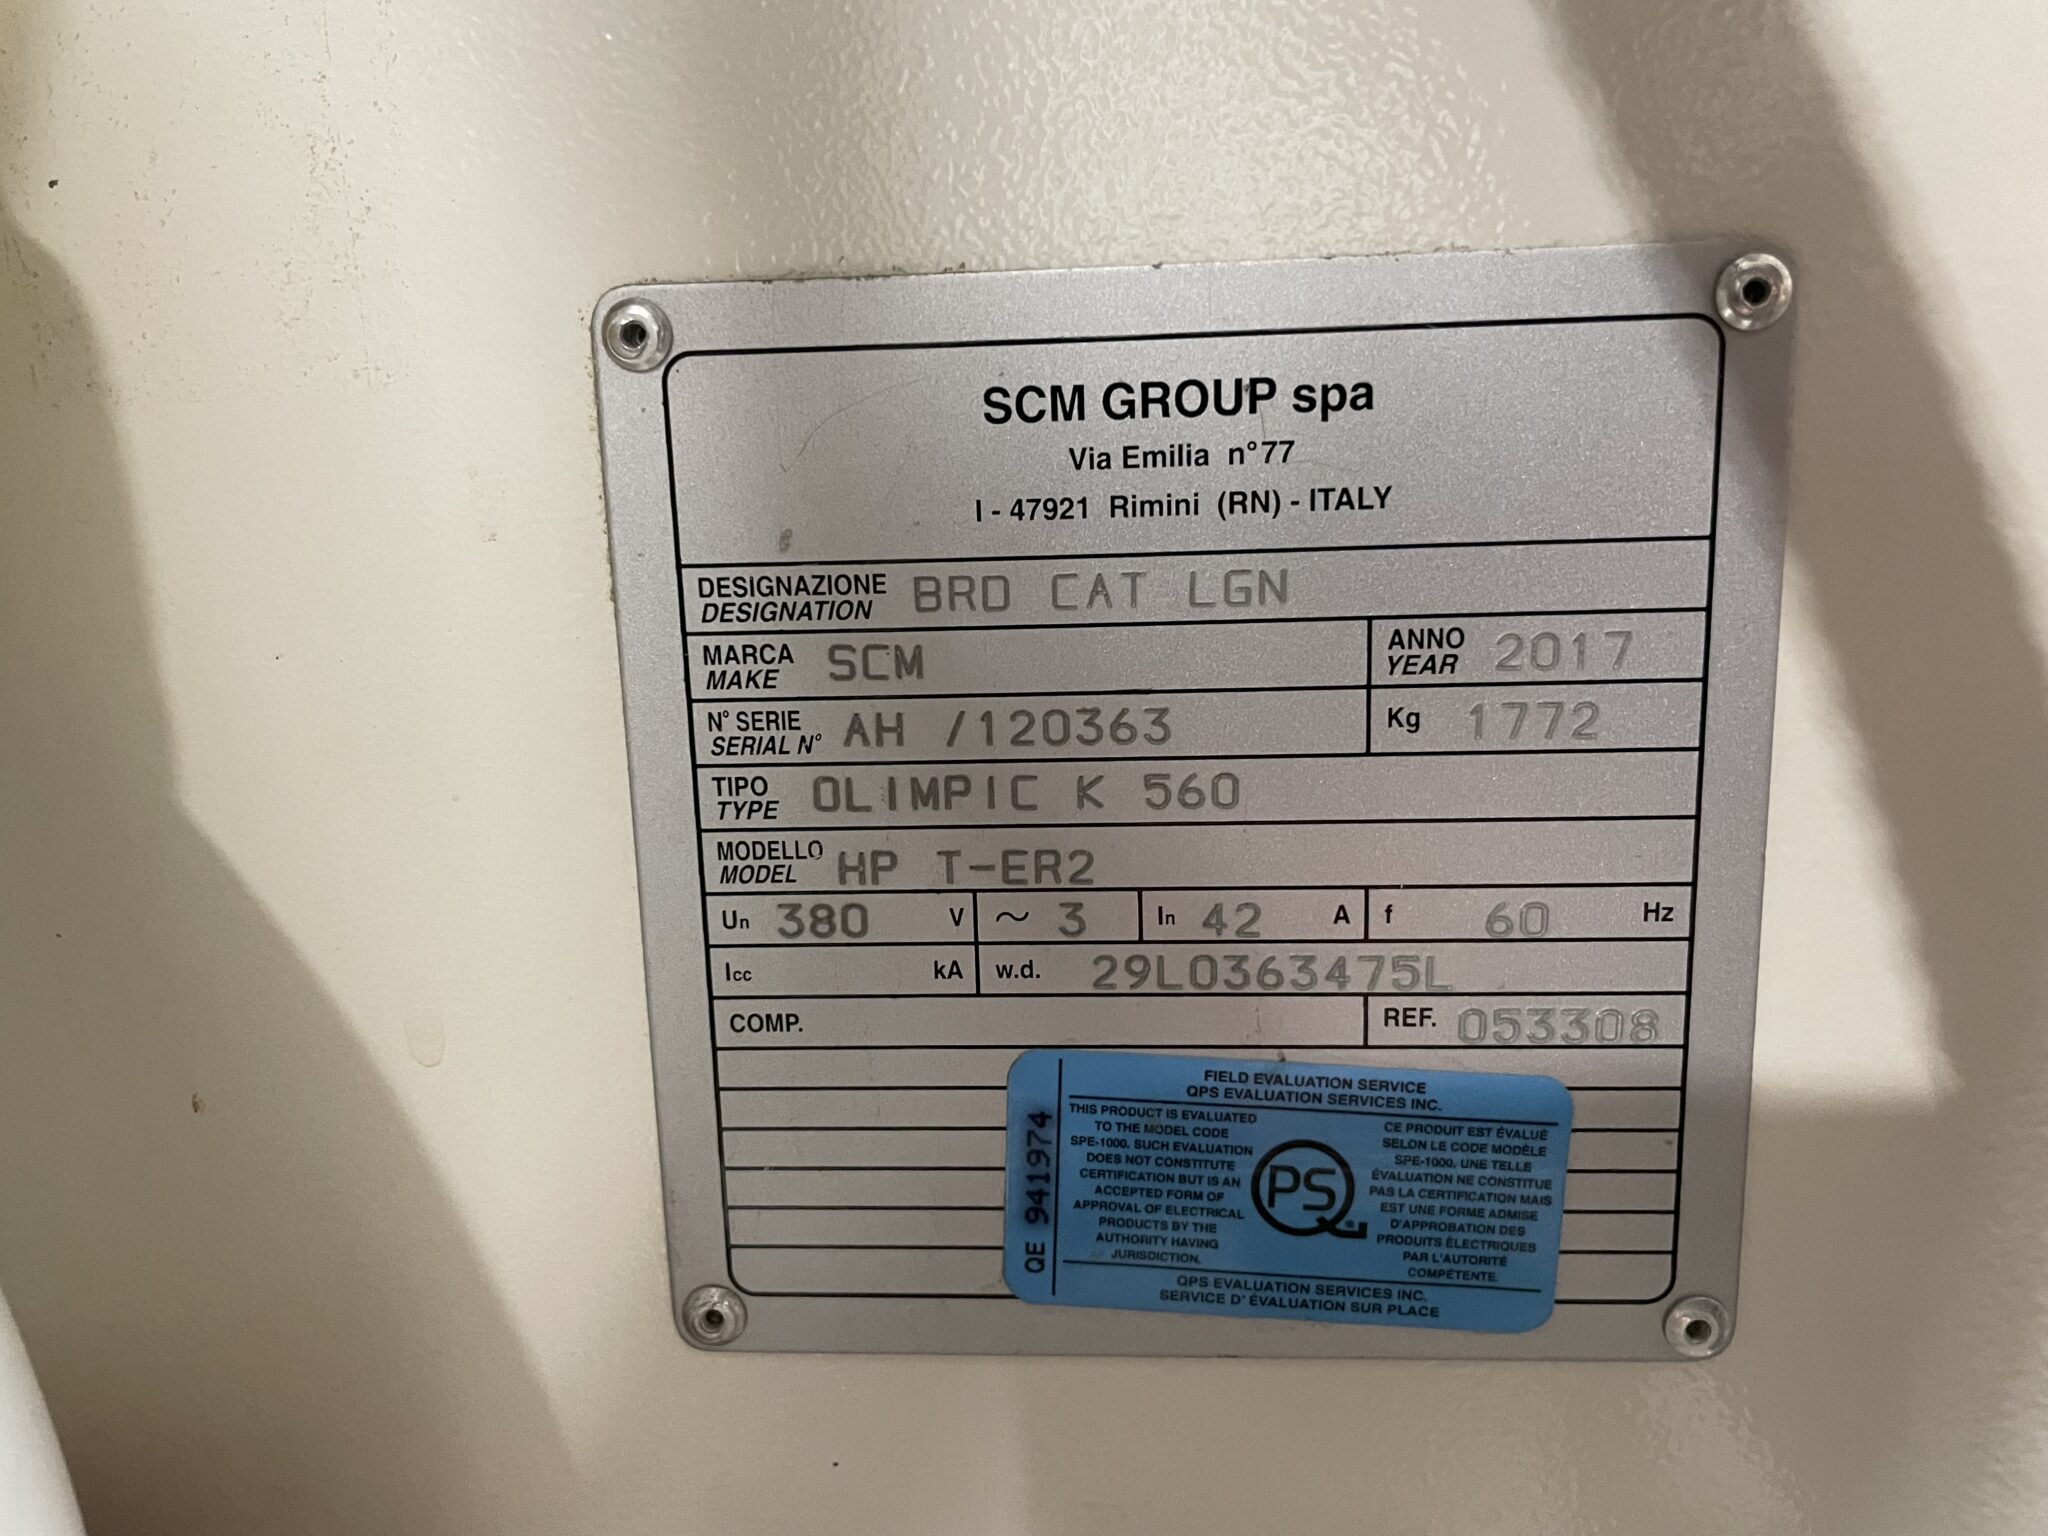 SCM GROUP spa
Via Emilia n°77
I - 47921 Rimini (RN) - ITALY
DESIGNAZIONE BRD CAT LGN
DESIGNATION
MARCA SCM ANNO 2017
MAKE YEAR
N° SERIE AH /120363 Kg 1772
SERIAL N°
TIPO OLIMPIC K 560
TYPE
MODELLO HP T-ER2
MODEL
Un 380 V ~ 3 In 42 A f 60 Hz
Icc kA w.d. 29L0363475L
COMP. REF. 053308
FIELD EVALUATION SERVICE
QPS EVALUATION SERVICES INC.
QE 941974
THIS PRODUCT IS EVALUATED
TO THE MODEL CODE
SPE-1000. SUCH EVALUATION
DOES NOT CONSTITUTE
CERTIFICATION BUT IS AN
ACCEPTED FORM OF
APPROVAL OF ELECTRICAL
PRODUCTS BY THE
AUTHORITY HAVING
JURISDICTION.
QPS
CE PRODUIT EST ÉVALUÉ
SELON LE CODE MODÈLE
SPE-1000. UNE TELLE
ÉVALUATION NE CONSTITUE
PAS LA CERTIFICATION MAIS
EST UNE FORME ADMISE
D'APPROBATION DES
PRODUITS ÉLECTRIQUES
PAR L'AUTORITÉ
COMPÉTENTE.
QPS EVALUATION SERVICES INC.
SERVICE D' ÉVALUATION SUR PLACE